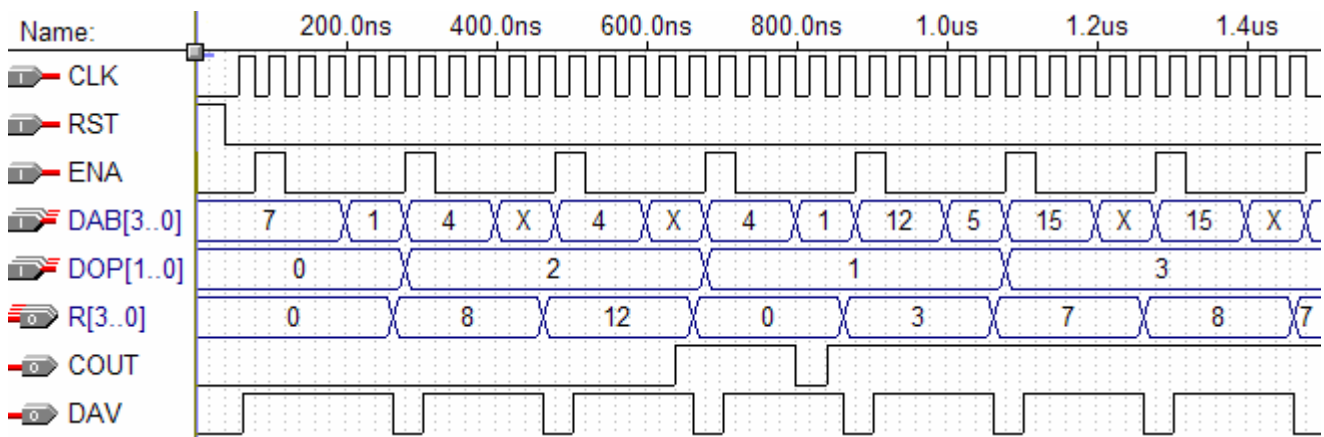 Name: 200.0ns 400.0ns 600.0ns 800.0ns 1.0us 1.2us 1.4us
CLK
RST
ENA
DAB[3..0] 7 1 4 X 4 X 4 1 12 5 15 X 15 X
DOP[1..0] 0 2 1 3
R[3..0] 0 8 12 0 3 7 8 7
COUT
DAV